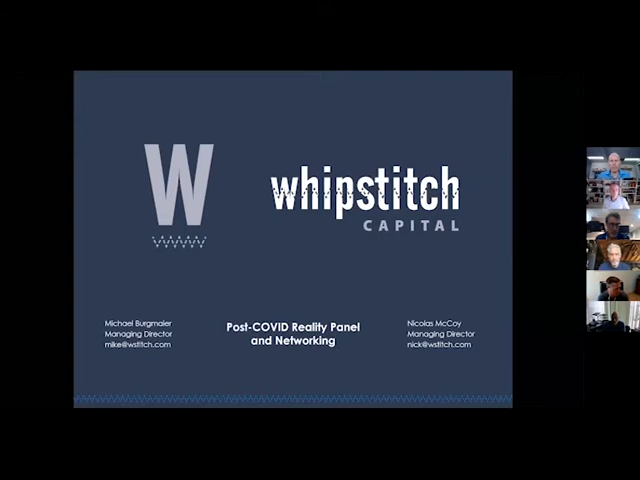 W
whipstitch
CAPITAL
Michael Burgmaier
Managing Director
mike@wstitch.com
Post-COVID Reality Panel
and Networking
Nicolas McCoy
Managing Director
nick@wstitch.com